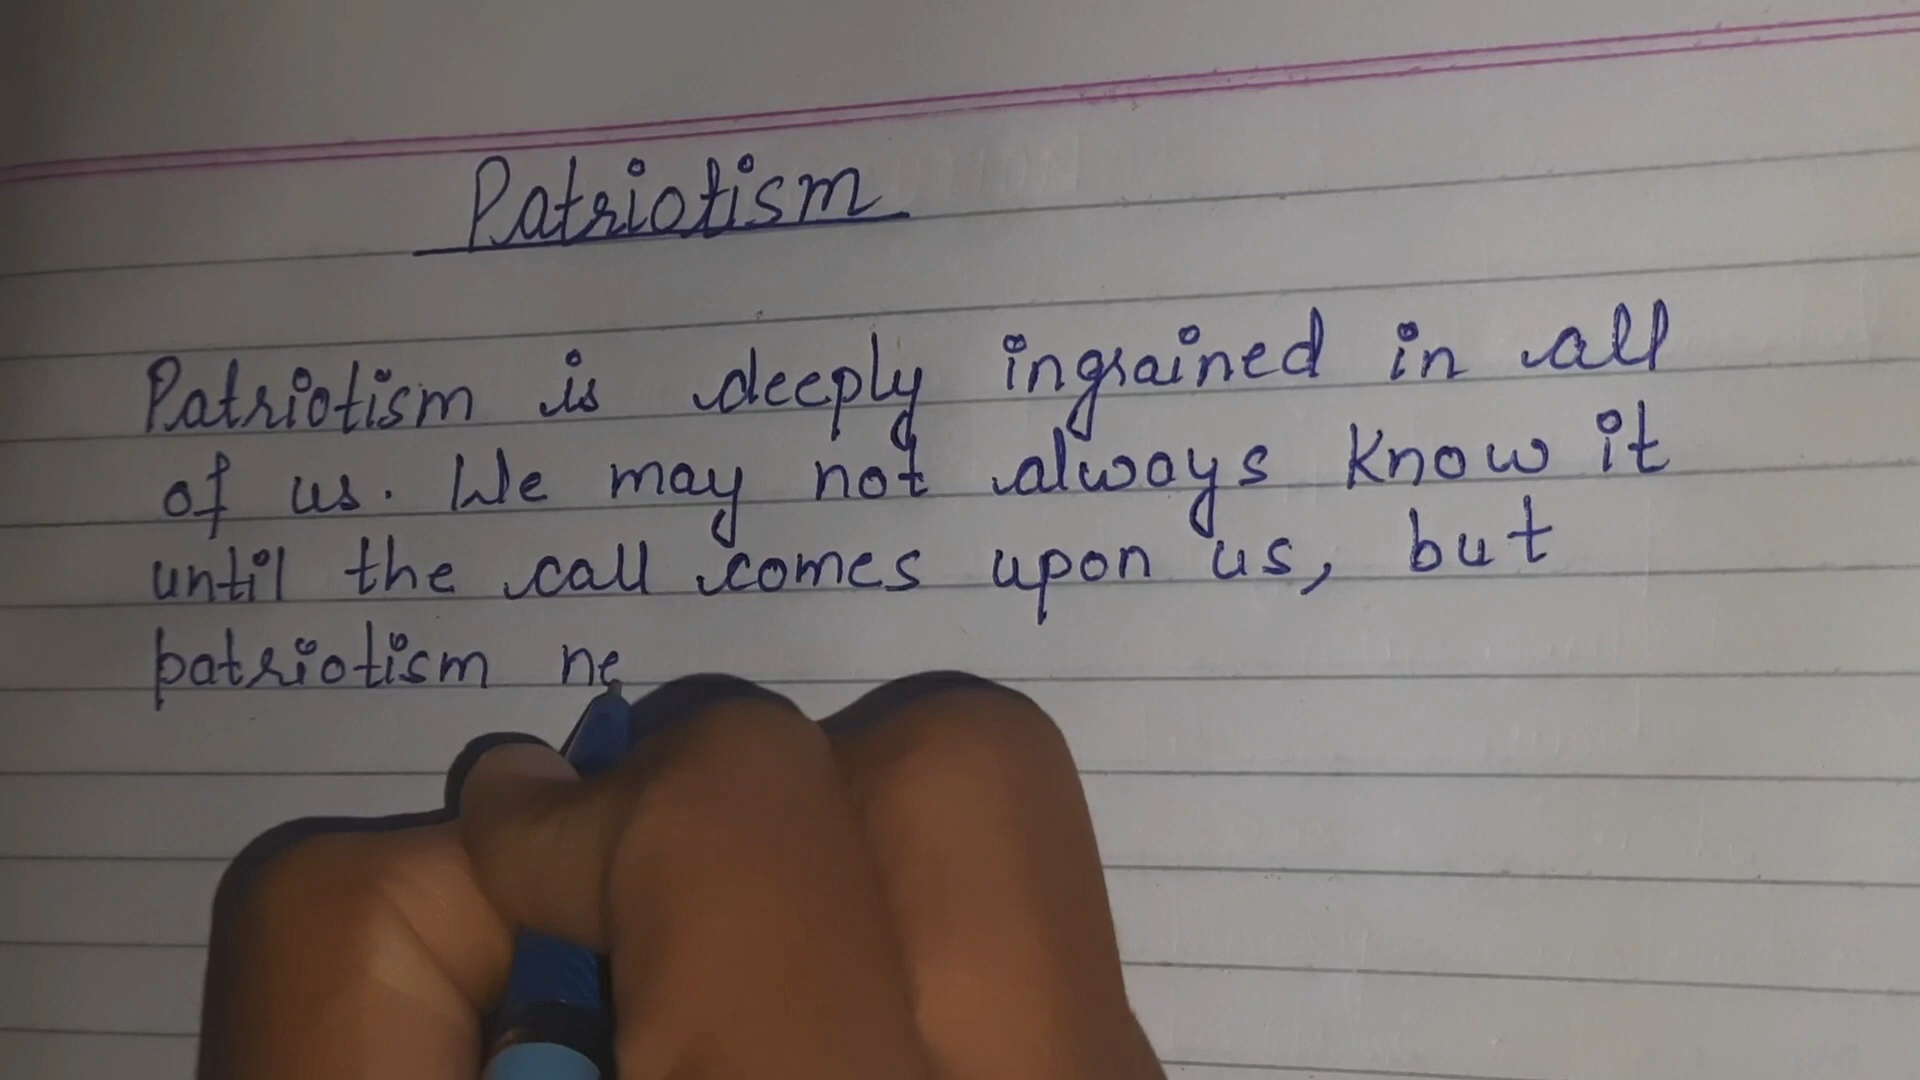 Patriotism
Patriotism is deeply ingrained in all
of us. We may not always know it
until the call comes upon us, but
patriotism ne